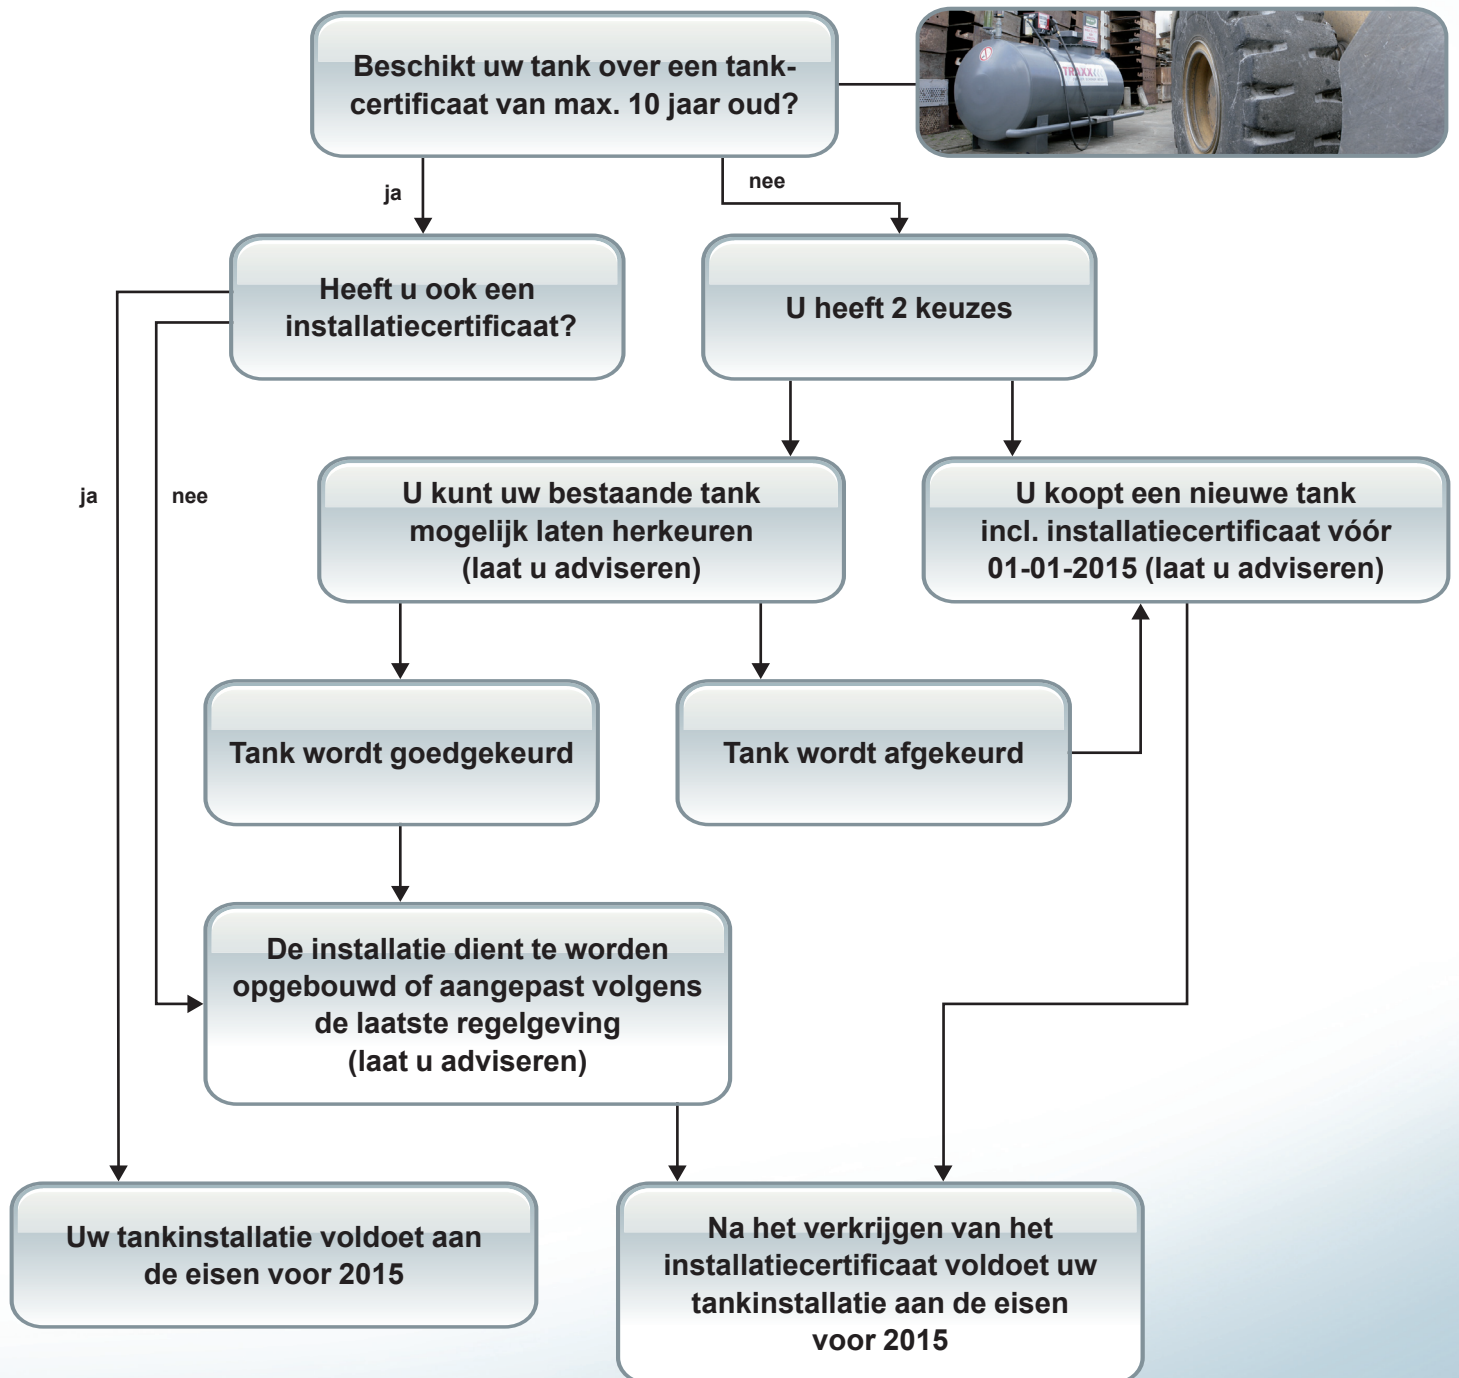 Beschikt uw tank over een tank-
certificaat van max. 10 jaar oud?
TRAXX
ja
nee
Heeft u ook een
installatiecertificaat?
U heeft 2 keuzes
ja
nee
U kunt uw bestaande tank
mogelijk laten herkeuren
(laat u adviseren)
U koopt een nieuwe tank
incl. installatiecertificaat vóór
01-01-2015 (laat u adviseren)
Tank wordt goedgekeurd
Tank wordt afgekeurd
De installatie dient te worden
opgebouwd of aangepast volgens
de laatste regelgeving
(laat u adviseren)
Uw tankinstallatie voldoet aan
de eisen voor 2015
Na het verkrijgen van het
installatiecertificaat voldoet uw
tankinstallatie aan de eisen
voor 2015